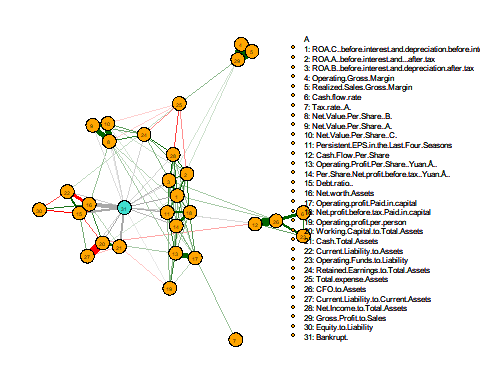 A
1: ROA.C..before.interest.and.depreciation.before.int
2: ROA.A..before.interest.and....after.tax
3: ROA.B..before.interest.and.depreciation.after.tax
4: Operating.Gross.Margin
5: Realized.Sales.Gross.Margin
6: Cash.flow.rate
7: Tax.rate..A.
8: Net.Value.Per.Share..B.
9: Net.Value.Per.Share..A.
10: Net.Value.Per.Share..C.
11: Persistent.EPS.in.the.Last.Four.Seasons
12: Cash.Flow.Per.Share
13: Operating.Profit.Per.Share..Yuan.Â..
14: Per.Share.Net.profit.before.tax..Yuan.Â..
15: Debt.ratio..
16: Net.worth.Assets
17: Operating.profit.Paid.in.capital
18: Net.profit.before.tax.Paid.in.capital
19: Operating.profit.per.person
20: Working.Capital.to.Total.Assets
21: Cash.Total.Assets
22: Current.Liability.to.Assets
23: Operating.Funds.to.Liability
24: Retained.Earnings.to.Total.Assets
25: Total.expense.Assets
26: CFO.to.Assets
27: Current.Liability.to.Current.Assets
28: Net.Income.to.Total.Assets
29: Gross.Profit.to.Sales
30: Equity.to.Liability
31: Bankrupt.